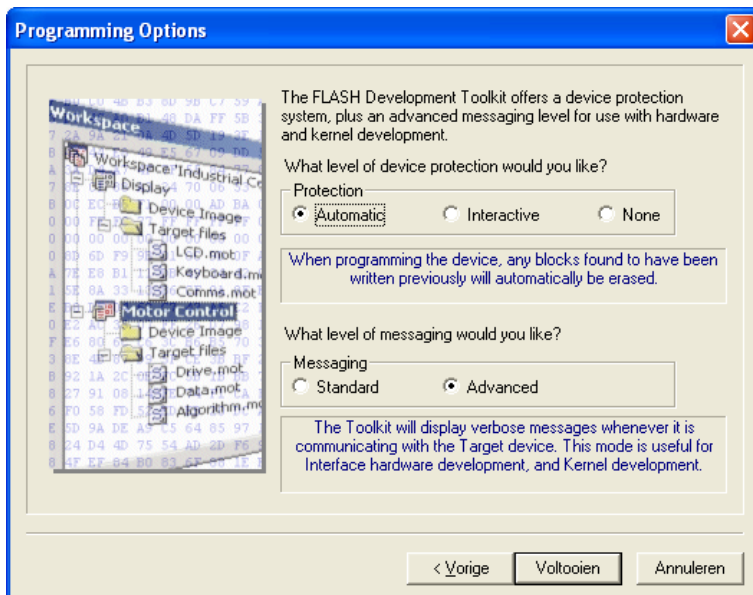 Programming Options
Workspace
Workspace "Industrial Co
Display
Device Image
Target files
LCD.mot
Keyboard.m
Comms.mot
Motor Control
Device Image
Target files
Drive.mot
Data.mot
Algorithm.mo
The FLASH Development Toolkit offers a device protection
system, plus an advanced messaging level for use with hardware
and kernel development.
What level of device protection would you like?
Protection
Automatic Interactive None
When programming the device, any blocks found to have been
written previously will automatically be erased.
What level of messaging would you like?
Messaging
Standard Advanced
The Toolkit will display verbose messages whenever it is
communicating with the Target device. This mode is useful for
Interface hardware development, and Kernel development.
< Vorige Voltooien Annuleren